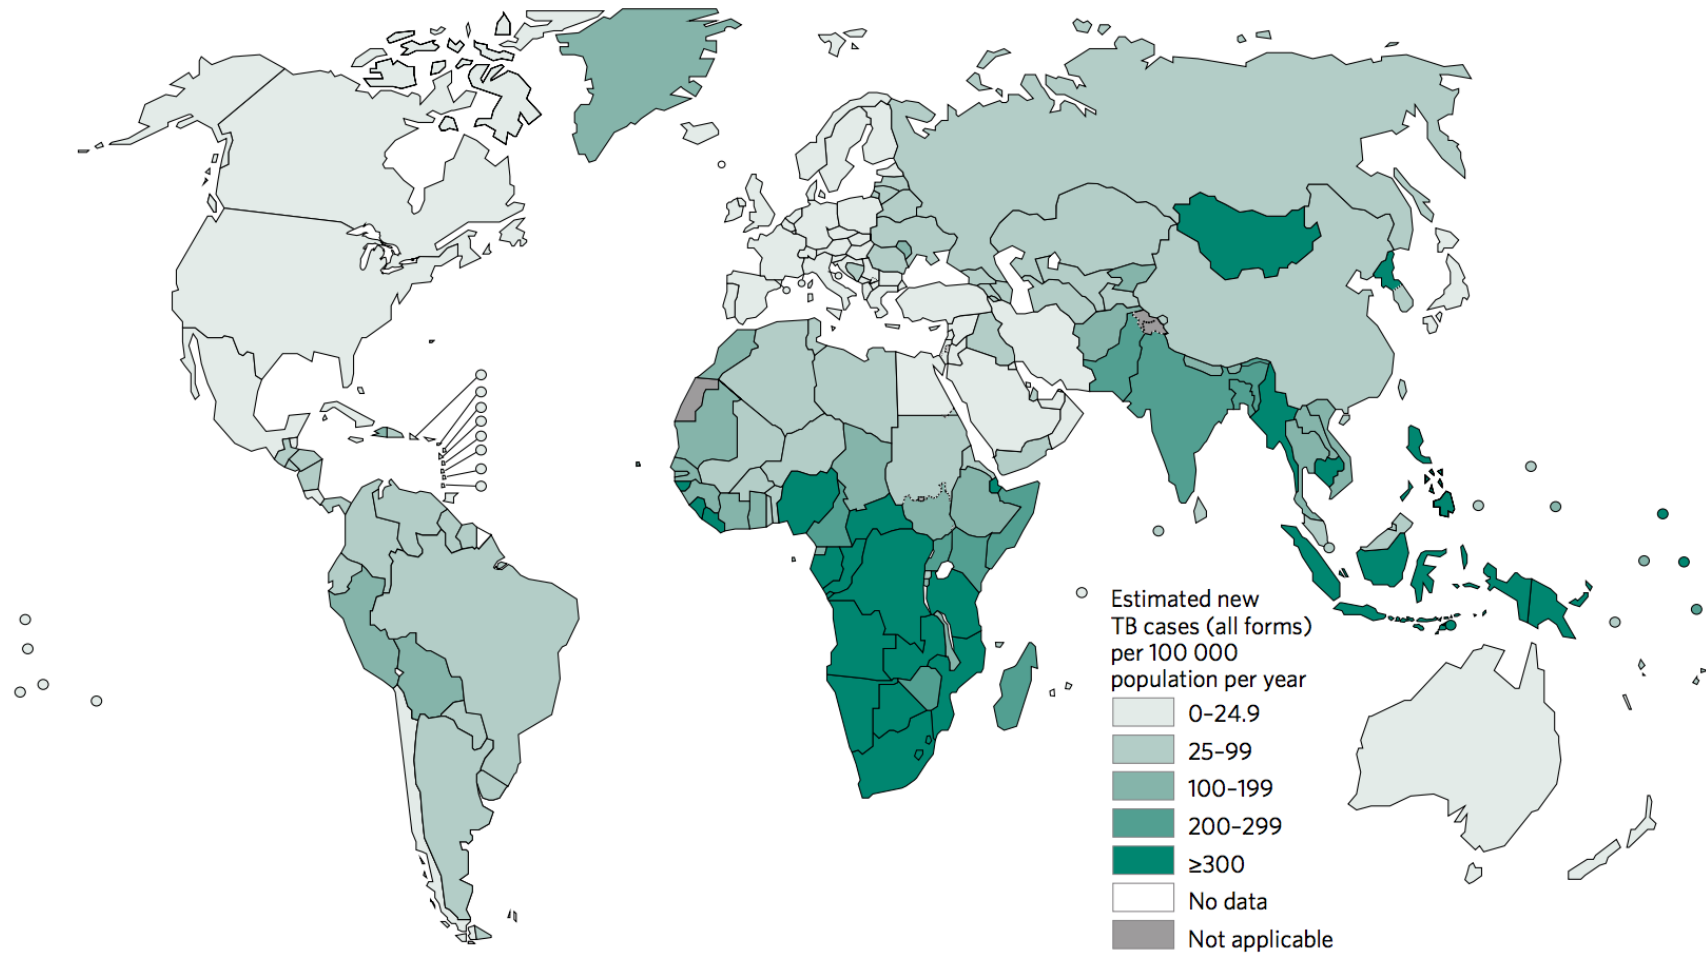 Estimated new
TB cases (all forms)
per 100 000
population per year
0–24.9
25–99
100–199
200–299
≥300
No data
Not applicable